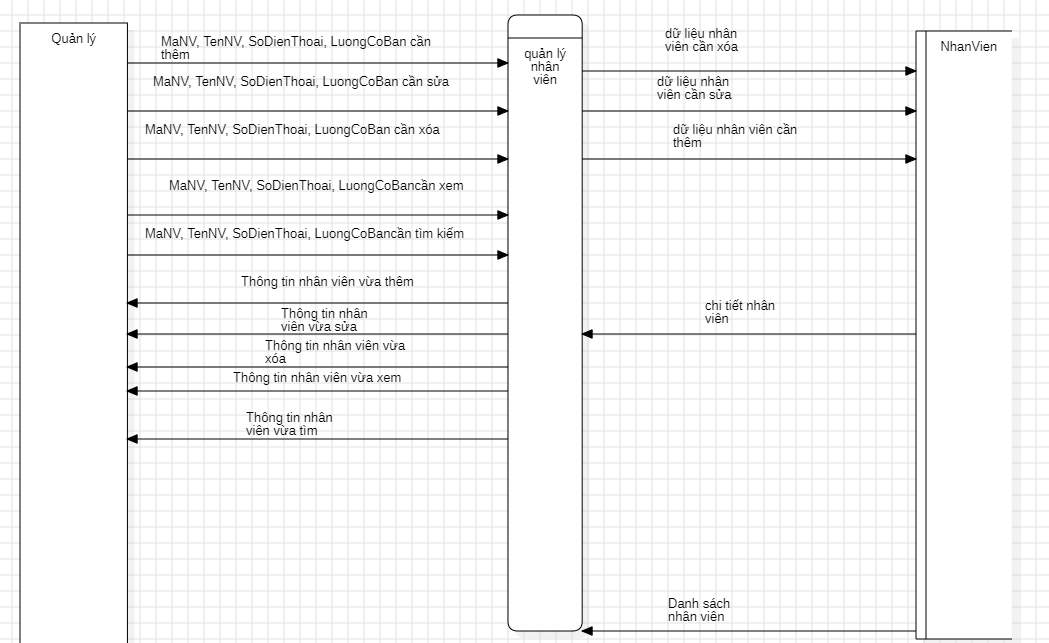 Quản lý
MaNV, TenNV, SoDienThoai, LuongCoBan cần
thêm
MaNV, TenNV, SoDienThoai, LuongCoBan cần sửa
MaNV, TenNV, SoDienThoai, LuongCoBan cần xóa
MaNV, TenNV, SoDienThoai, LuongCoBancần xem
MaNV, TenNV, SoDienThoai, LuongCoBancần tìm kiếm
Thông tin nhân viên vừa thêm
Thông tin nhân
viên vừa sửa
Thông tin nhân viên vừa
xóa
Thông tin nhân viên vừa xem
Thông tin nhân
viên vừa tìm
quản lý
nhân
viên
dữ liệu nhân
viên cần xóa
dữ liệu nhân
viên cần sửa
dữ liệu nhân viên cần
thêm
chi tiết nhân
viên
Danh sách
nhân viên
NhanVien